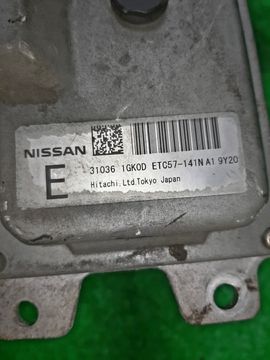 NISSAN
E
31036 1GK0D ETC57-141N A1 9Y20
Hitachi,Ltd.Tokyo Japan